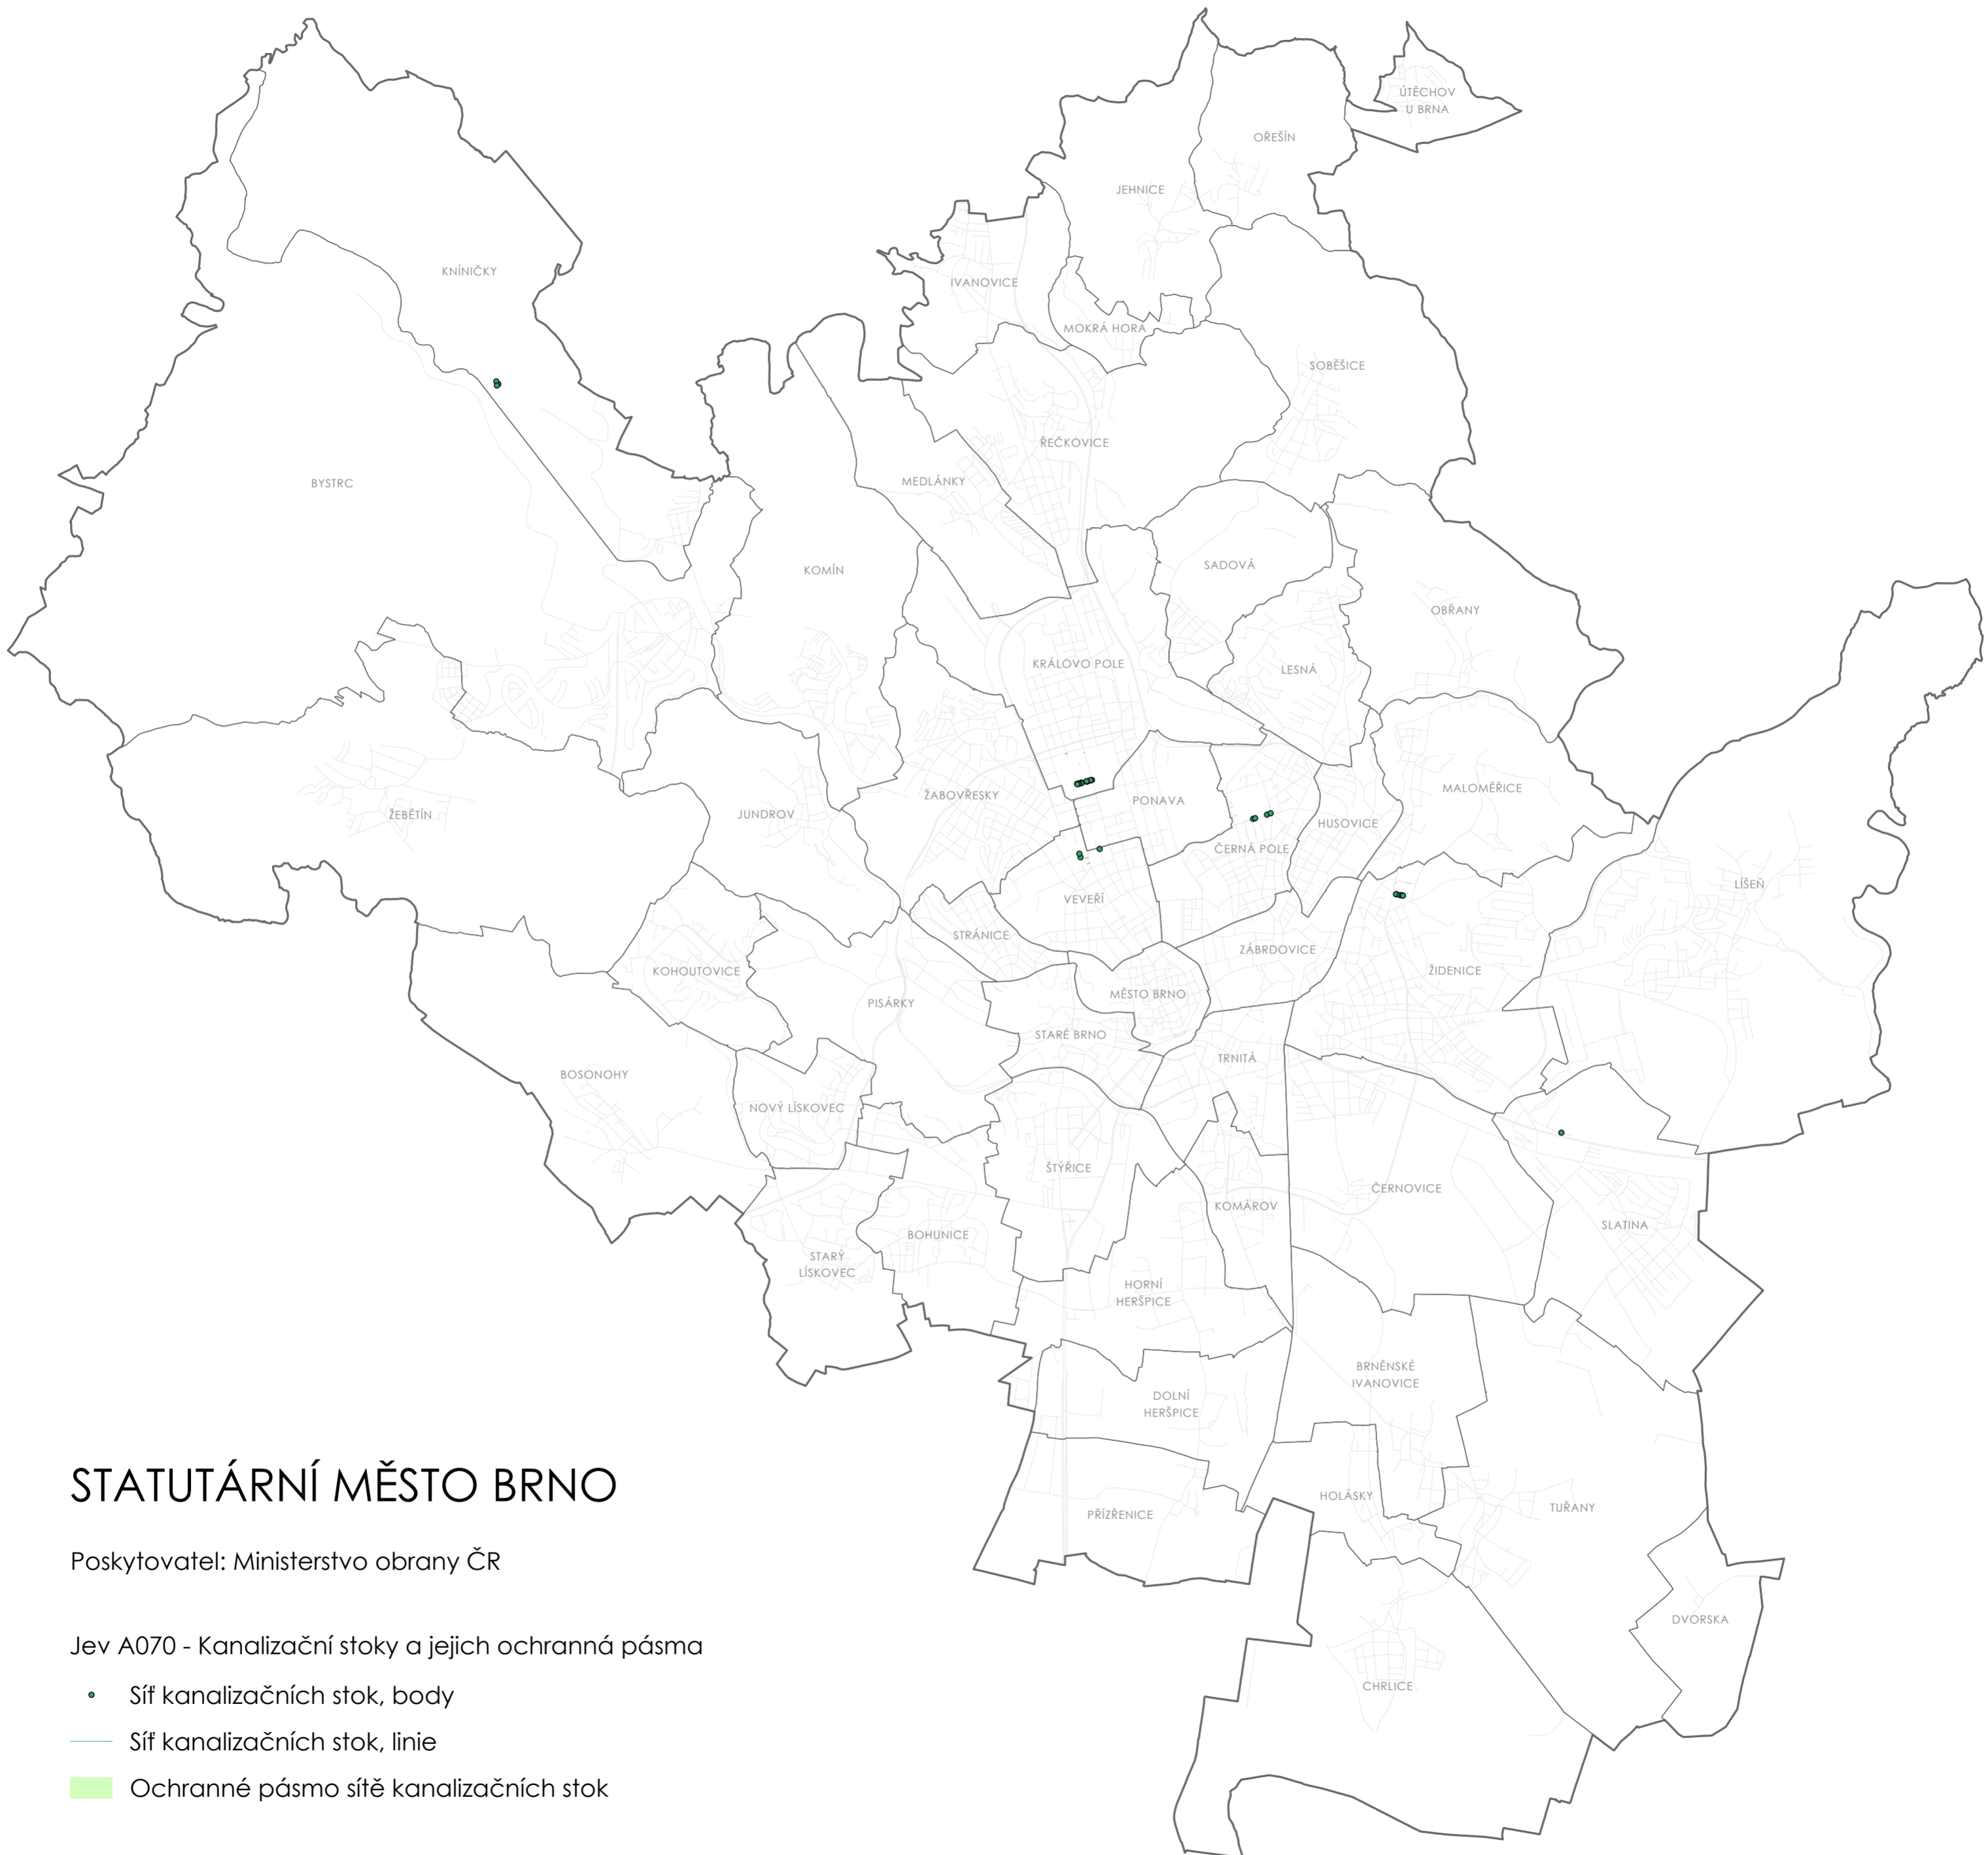 ÚTĚCHOV
U BRNA
OŘEŠÍN
JEHNICE
KNÍNIČKY
IVANOVICE
MOKRÁ HORA
SOBĚŠICE
ŘEČKOVICE
MEDLÁNKY
BYSTRC
SADOVÁ
KOMÍN
OBŘANY
KRÁLOVO POLE
LESNÁ
MALOMĚŘICE
ŽABOVŘESKY
PONAVA
ŽEBĚTÍN
JUNDROV
HUSOVICE
ČERNÁ POLE
LÍŠEŇ
VEVEŘÍ
STRÁNICE
ZÁBRDOVICE
KOHOUTOVICE
ŽIDENICE
MĚSTO BRNO
PISÁRKY
STARÉ BRNO
TRNITÁ
BOSONOHY
NOVÝ LÍSKOVEC
ŠTÝŘICE
ČERNOVICE
KOMÁROV
SLATINA
BOHUNICE
STARÝ
LÍSKOVEC
HORNÍ
HERŠPICE
BRNĚNSKÉ
IVANOVICE
DOLNÍ
HERŠPICE
HOLÁSKY
TUŘANY
PŘÍZŘENICE
DVORSKA
CHRLICE
STATUTÁRNÍ MĚSTO BRNO
Poskytovatel: Ministerstvo obrany ČR
Jev A070 - Kanalizační stoky a jejich ochranná pásma
Síť kanalizačních stok, body
Síť kanalizačních stok, linie
Ochranné pásmo sítě kanalizačních stok